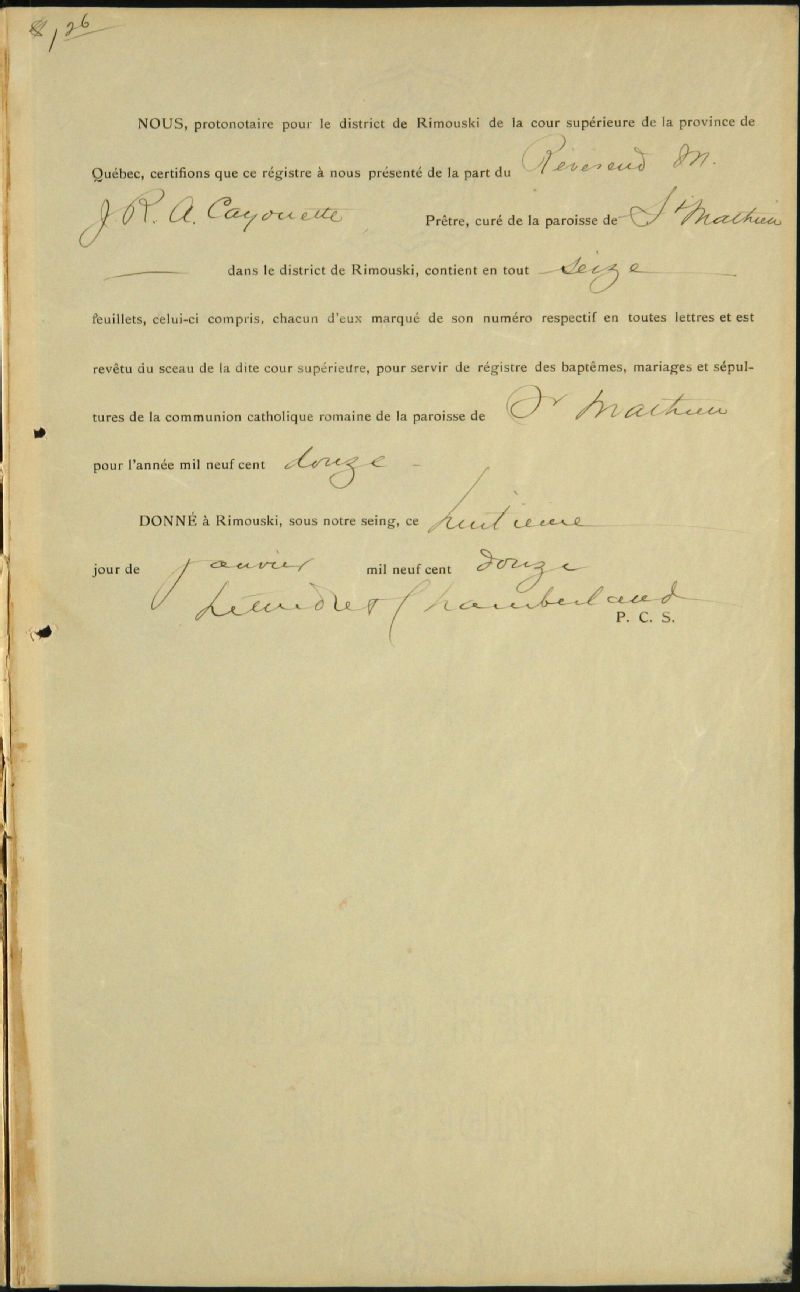 $1,26
NOUS, protonotaire pour le district de Rimouski de la cour supérieure de la province de
Québec, certifions que ce régistre à nous présenté de la part du Révérend M.
J R. A. Cayouette Prêtre, curé de la paroisse de St Mathieu
dans le district de Rimouski, contient en tout seize
feuillets, celui-ci compris, chacun d'eux marqué de son numéro respectif en toutes lettres et est
revêtu du sceau de la dite cour supérieure, pour servir de régistre des baptêmes, mariages et sépul-
tures de la communion catholique romaine de la paroisse de St Mathieu
pour l'année mil neuf cent douze
DONNÉ à Rimouski, sous notre seing, ce huitième
jour de janvier mil neuf cent douze
Chamberland
P. C. S.